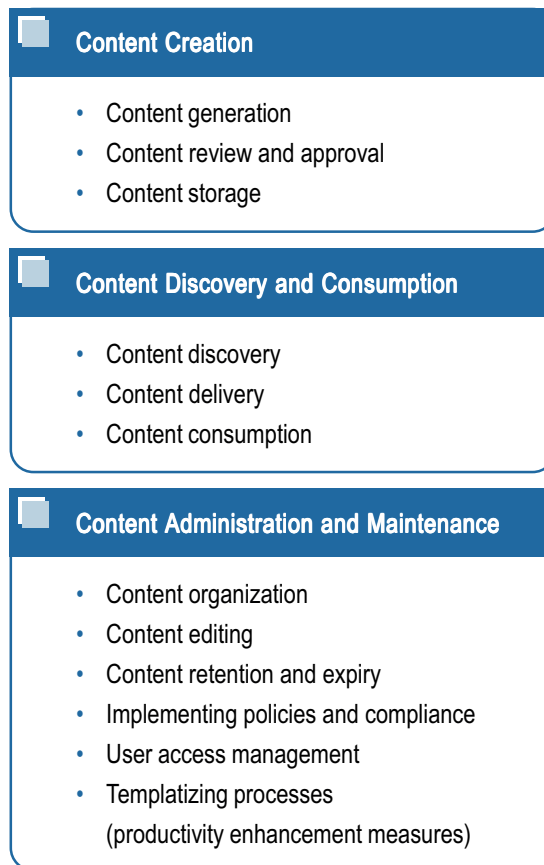 Content Creation
• Content generation
• Content review and approval
• Content storage
Content Discovery and Consumption
• Content discovery
• Content delivery
• Content consumption
Content Administration and Maintenance
• Content organization
• Content editing
• Content retention and expiry
• Implementing policies and compliance
• User access management
• Templatizing processes
(productivity enhancement measures)